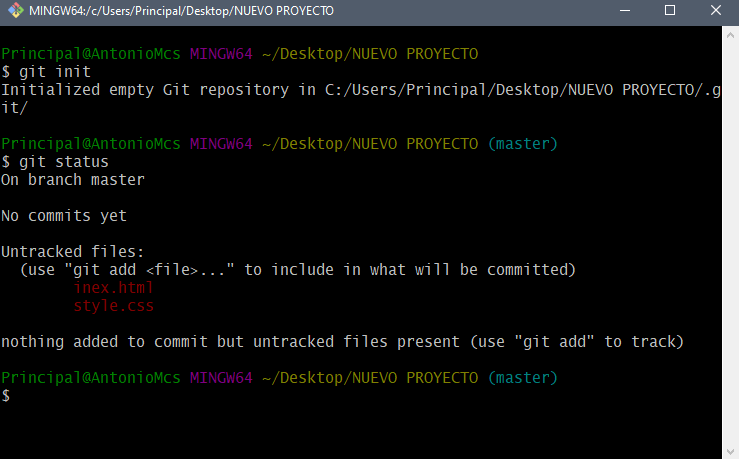 MINGW64:/c/Users/Principal/Desktop/NUEVO PROYECTO
Principal@AntonioMcs MINGW64 ~/Desktop/NUEVO PROYECTO
$ git init
Initialized empty Git repository in C:/Users/Principal/Desktop/NUEVO PROYECTO/.g
it/
Principal@AntonioMcs MINGW64 ~/Desktop/NUEVO PROYECTO (master)
$ git status
On branch master
No commits yet
Untracked files:
  (use "git add <file>..." to include in what will be committed)
        inex.html
        style.css
nothing added to commit but untracked files present (use "git add" to track)
Principal@AntonioMcs MINGW64 ~/Desktop/NUEVO PROYECTO (master)
$